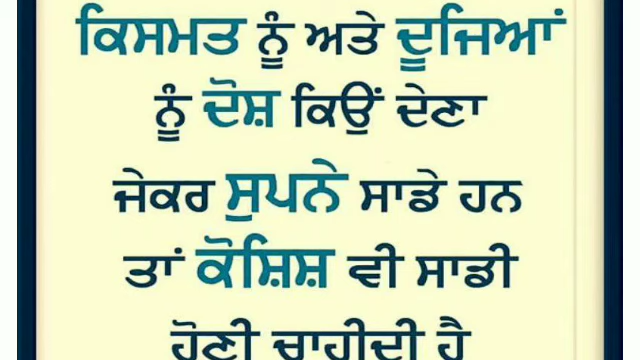 ਕਿਸਮਤ ਨੂੰ ਅਤੇ ਦੂਜਿਆਂ
ਨੂੰ ਦੋਸ਼ ਕਿਉਂ ਦੇਣਾ
ਜੇਕਰ ਸੁਪਨੇ ਸਾਡੇ ਹਨ
ਤਾਂ ਕੋਸ਼ਿਸ਼ ਵੀ ਸਾਡੀ
ਹੋਣੀ ਚਾਹੀਦੀ ਹੈ